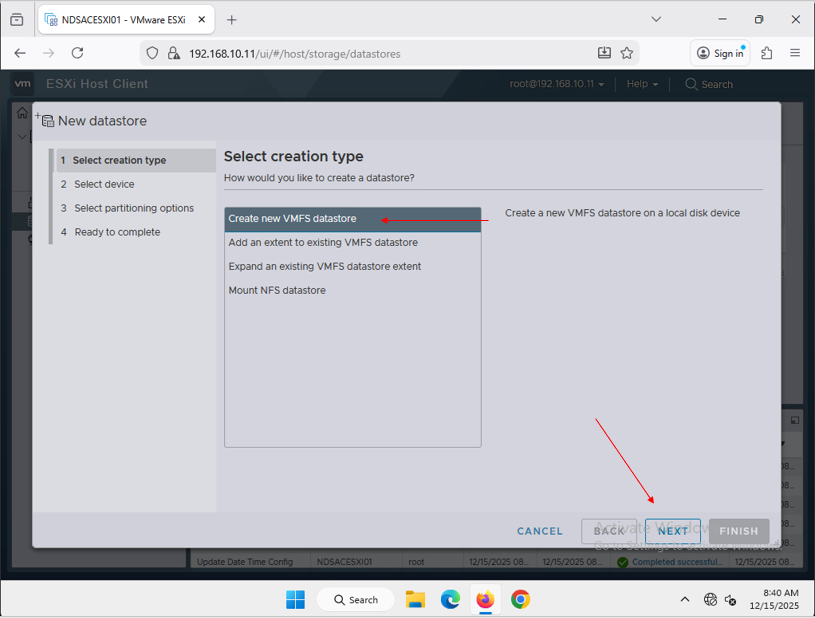 NDSACESXI01 - VMware ESXi
192.168.10.11/ui/#/host/storage/datastores
Sign in
vm ESXi Host Client
root@192.168.10.11
Help
Search
New datastore
1 Select creation type
2 Select device
3 Select partitioning options
4 Ready to complete
Select creation type
How would you like to create a datastore?
Create new VMFS datastore
Add an extent to existing VMFS datastore
Expand an existing VMFS datastore extent
Mount NFS datastore
Create a new VMFS datastore on a local disk device
CANCEL
BACK
NEXT
FINISH
Activate Window
Go to Settings to activate Windows.
Update Date Time Config NDSACESXI01 root 12/15/2025 08... 12/15/2025 08... Completed successful... 12/15/2025 08...
Search
8:40 AM
12/15/2025